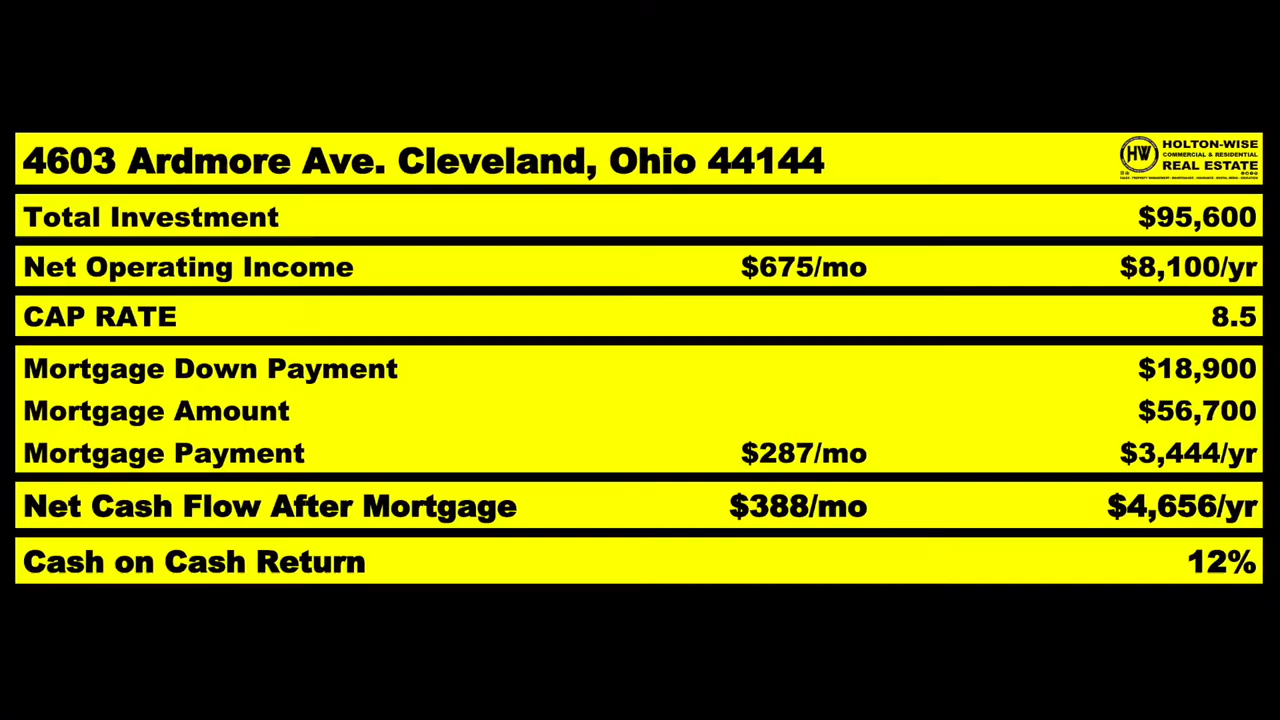 4603 Ardmore Ave. Cleveland, Ohio 44144
HW
HOLTON-WISE
COMMERCIAL & RESIDENTIAL
REAL ESTATE
Total Investment $95,600
Net Operating Income $675/mo $8,100/yr
CAP RATE 8.5
Mortgage Down Payment $18,900
Mortgage Amount $56,700
Mortgage Payment $287/mo $3,444/yr
Net Cash Flow After Mortgage $388/mo $4,656/yr
Cash on Cash Return 12%